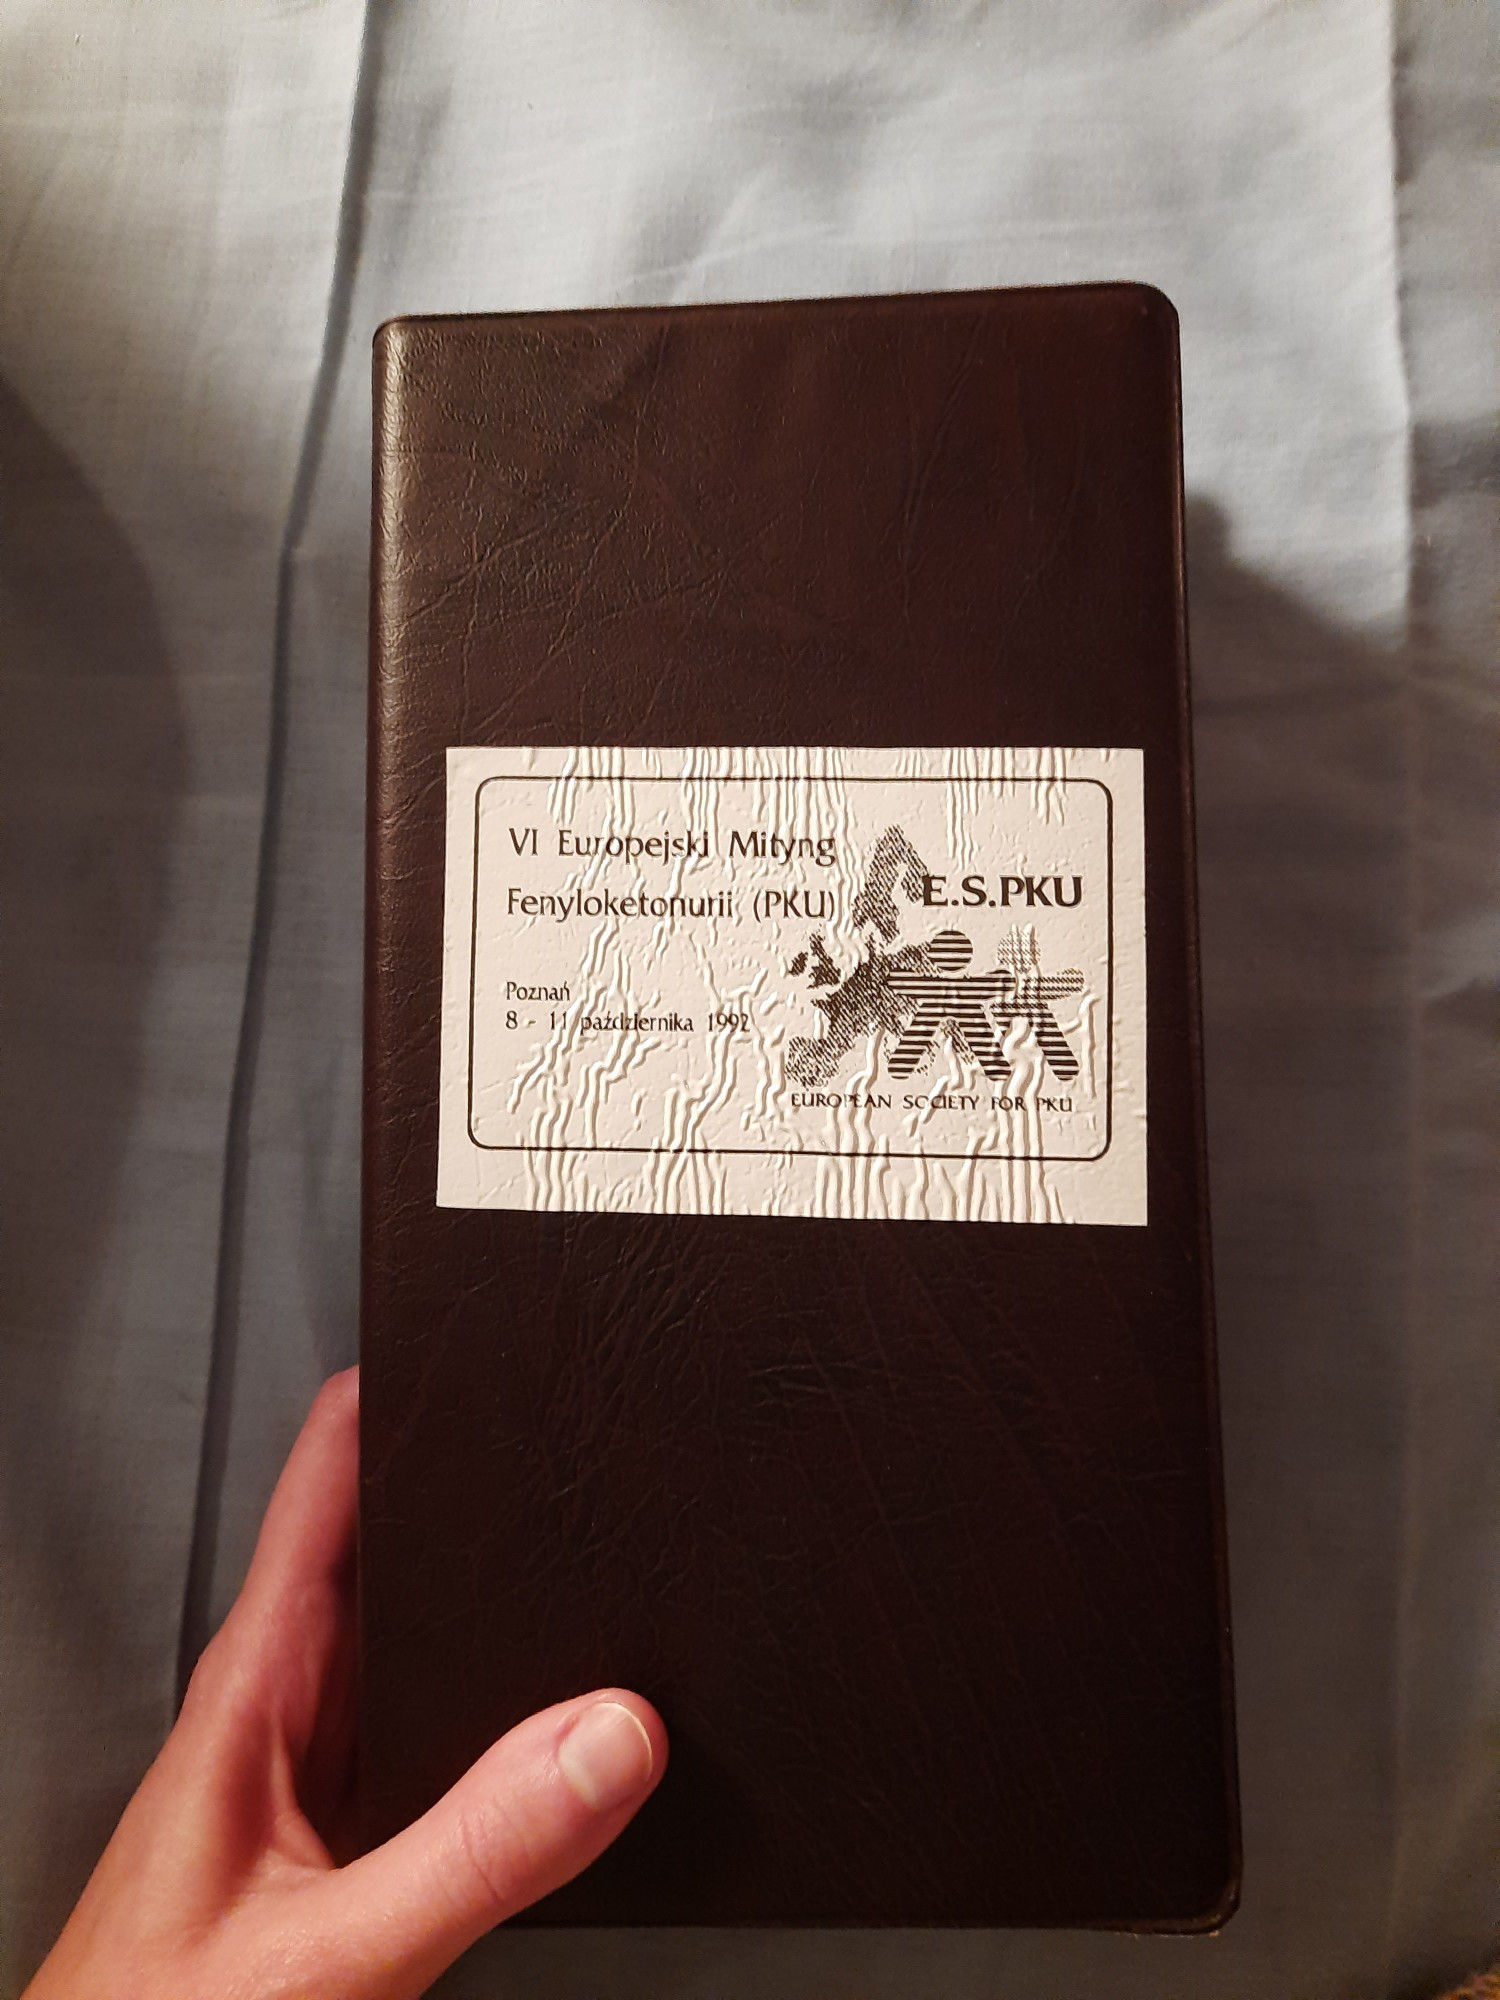 VI Europejski Mityng
Fenyloketonurii (PKU)
Poznań
8 - 11 października 1992
E.S.PKU
EUROPEAN SOCIETY FOR PKU